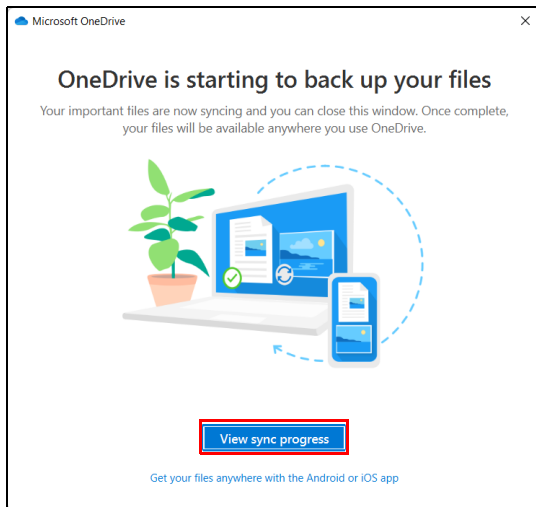 Microsoft OneDrive
OneDrive is starting to back up your files
Your important files are now syncing and you can close this window. Once complete,
your files will be available anywhere you use OneDrive.
View sync progress
Get your files anywhere with the Android or iOS app